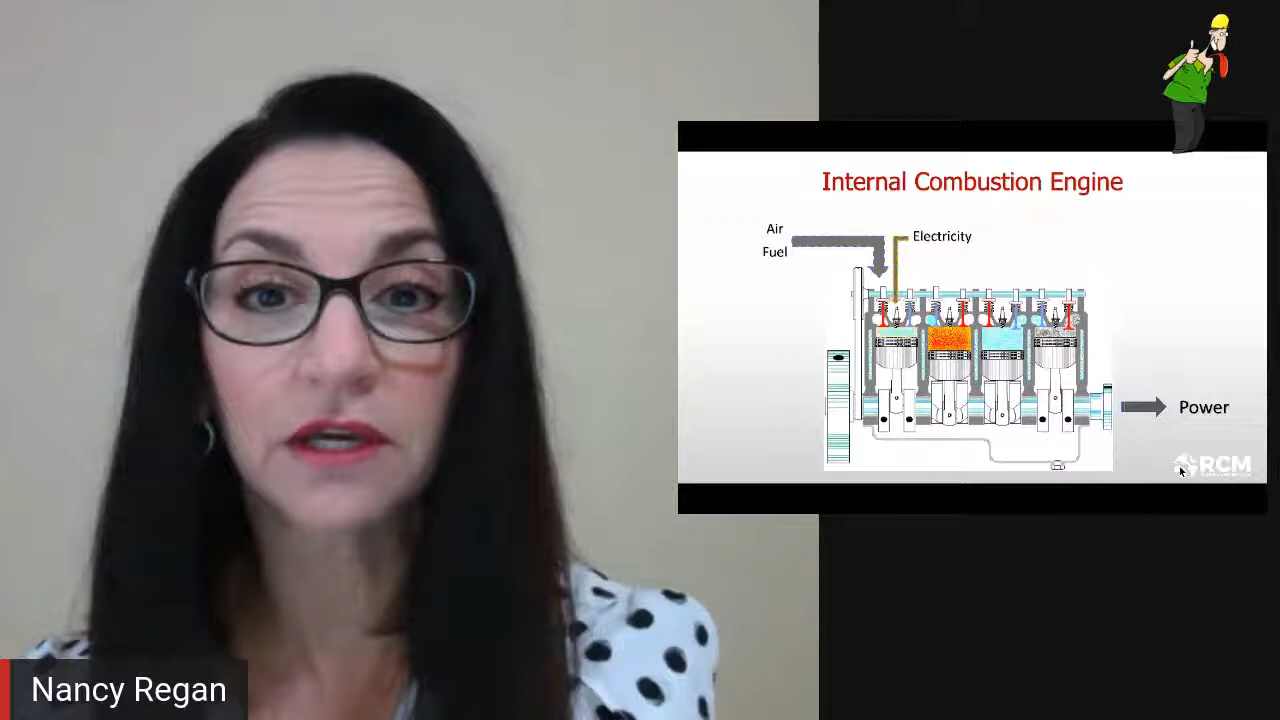 Internal Combustion Engine
Air
Fuel
Electricity
Power
RCM
Nancy Regan